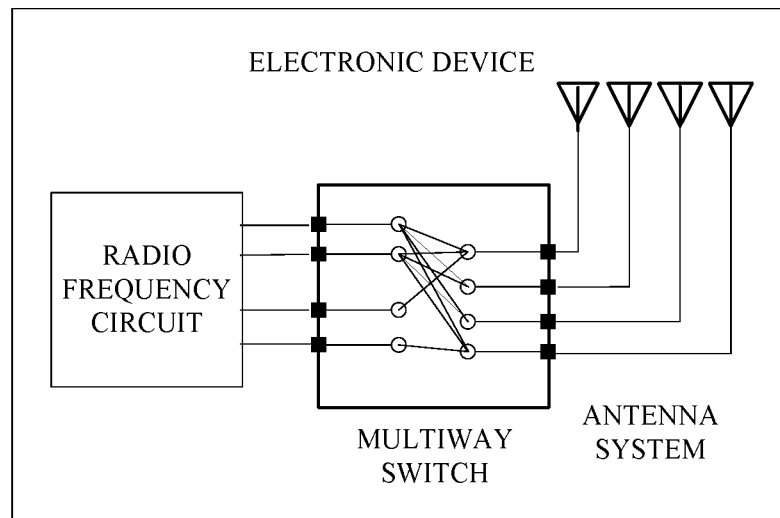 ELECTRONIC DEVICE
RADIO
FREQUENCY
CIRCUIT
MULTIWAY
SWITCH
ANTENNA
SYSTEM